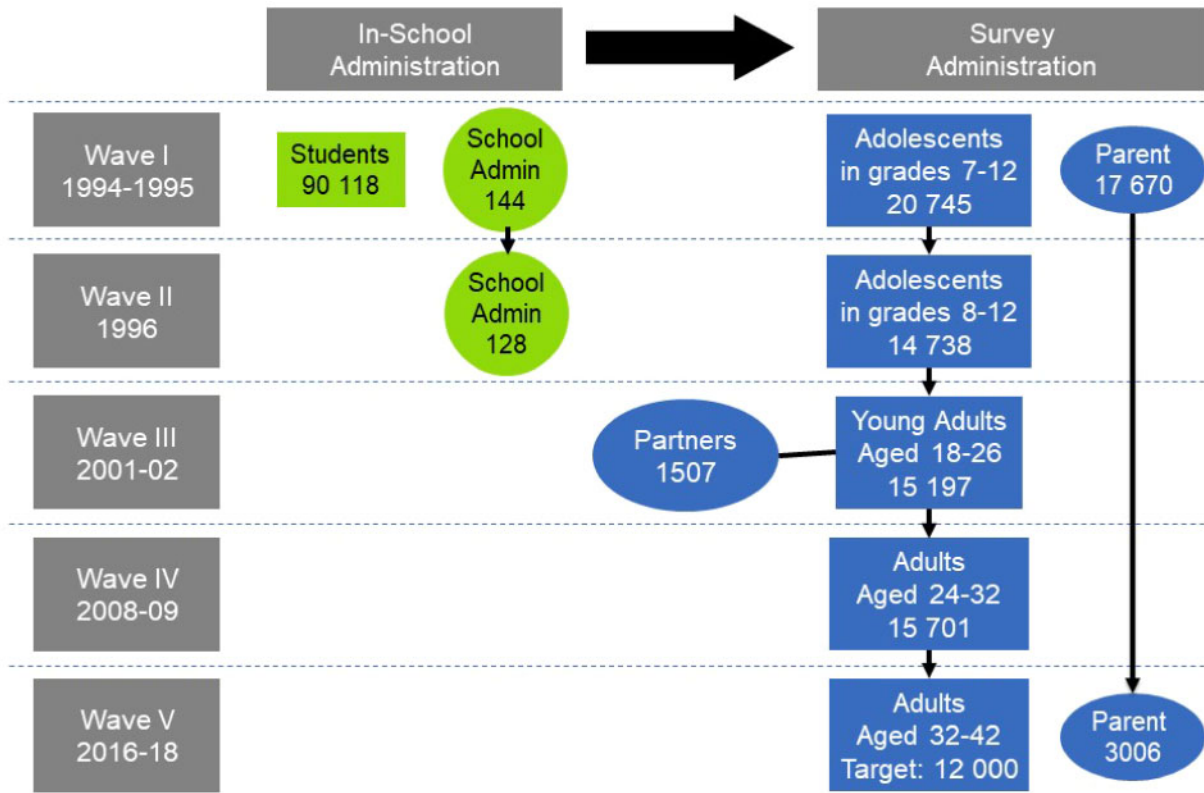 In-School
Administration
Survey
Administration
Wave I
1994-1995
Students
90 118
School
Admin
144
Adolescents
in grades 7-12
20 745
Parent
17 670
Wave II
1996
School
Admin
128
Adolescents
in grades 8-12
14 738
Wave III
2001-02
Partners
1507
Young Adults
Aged 18-26
15 197
Wave IV
2008-09
Adults
Aged 24-32
15 701
Wave V
2016-18
Adults
Aged 32-42
Target: 12 000
Parent
3006